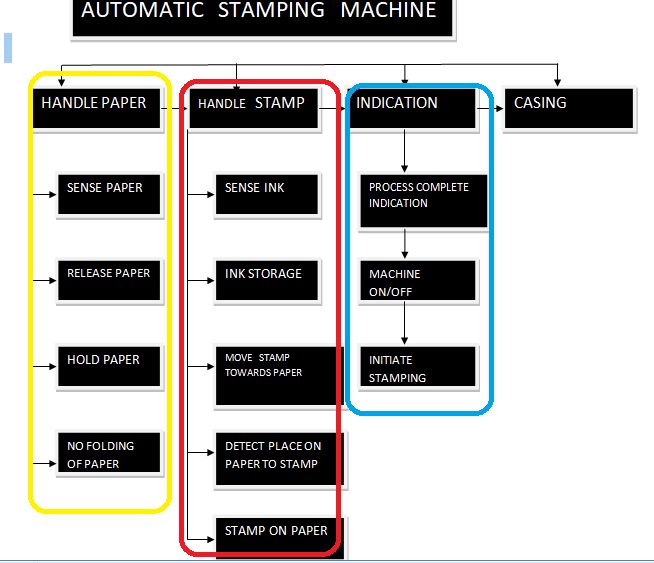 AUTOMATIC STAMPING MACHINE
HANDLE PAPER
HANDLE STAMP
INDICATION
CASING
SENSE PAPER
RELEASE PAPER
HOLD PAPER
NO FOLDING
OF PAPER
SENSE INK
INK STORAGE
MOVE STAMP
TOWARDS PAPER
DETECT PLACE ON
PAPER TO STAMP
STAMP ON PAPER
PROCESS COMPLETE
INDICATION
MACHINE
ON/OFF
INITIATE
STAMPING